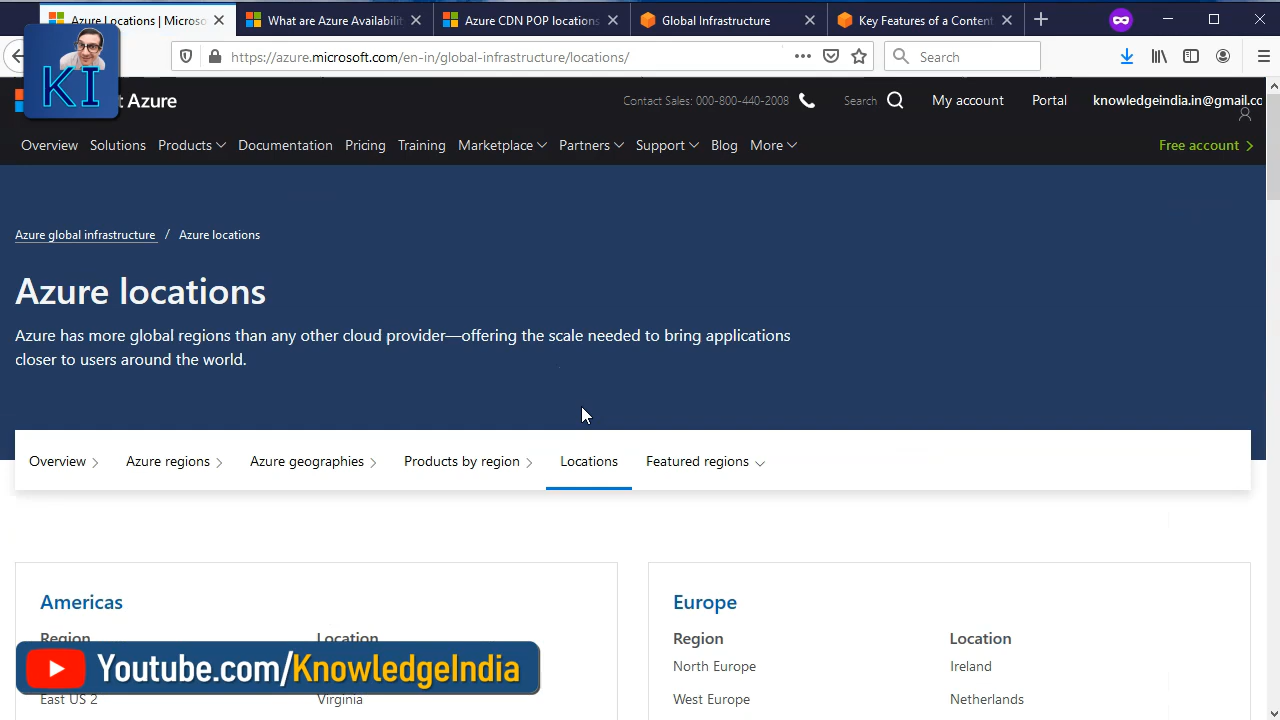 Azure Locations | Microso
What are Azure Availabili
Azure CDN POP locations
Global Infrastructure
Key Features of a Content
https://azure.microsoft.com/en-in/global-infrastructure/locations/
Search
KI
t Azure
Contact Sales: 000-800-440-2008
Search
My account
Portal
knowledgeindia.in@gmail.co
Overview
Solutions
Products
Documentation
Pricing
Training
Marketplace
Partners
Support
Blog
More
Free account
Azure global infrastructure / Azure locations
Azure locations
Azure has more global regions than any other cloud provider—offering the scale needed to bring applications
closer to users around the world.
Overview
Azure regions
Azure geographies
Products by region
Locations
Featured regions
Americas
Region Location
East US 2 Virginia
Europe
Region Location
North Europe Ireland
West Europe Netherlands
Youtube.com/KnowledgeIndia